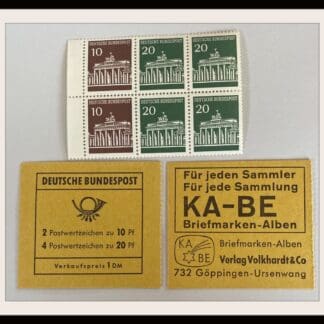 DEUTSCHE BUNDESPOST
10
DEUTSCHE BUNDESPOST
20
DEUTSCHE BUNDESPOST
20
DEUTSCHE BUNDESPOST
10
DEUTSCHE BUNDESPOST
20
DEUTSCHE BUNDESPOST
20
DEUTSCHE BUNDESPOST
2 Postwertzeichen zu 10 Pf
4 Postwertzeichen zu 20 Pf
Verkaufspreis 1 DM
Für jeden Sammler
Für jede Sammlung
KA-BE
Briefmarken-Alben
KA
BE
Briefmarken-Alben
Verlag Volkhardt & Co
732 Göppingen-Ursenwang